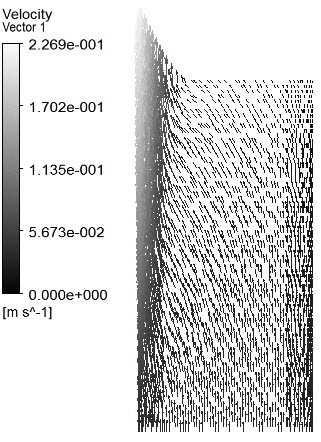 Velocity
Vector 1
2.269e-001
1.702e-001
1.135e-001
5.673e-002
0.000e+000
[m s^-1]